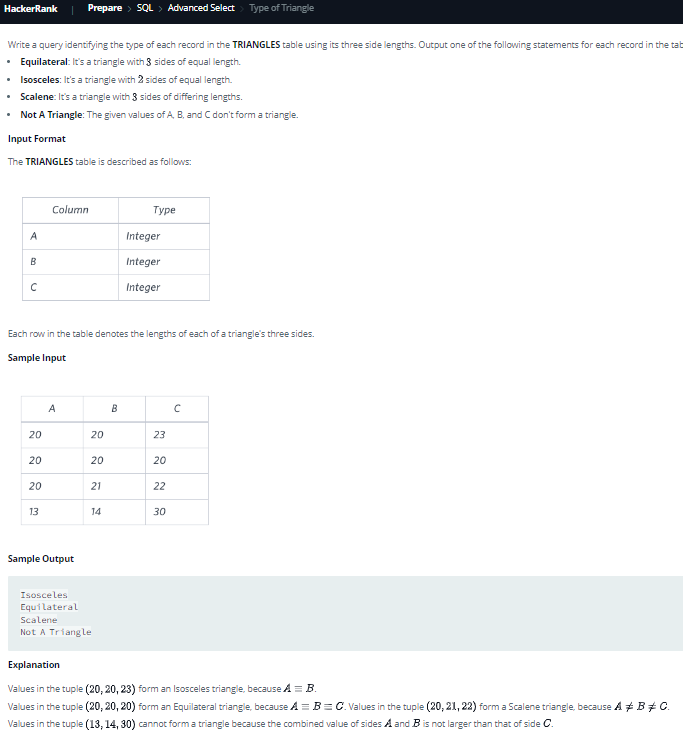 HackerRank | Prepare > SQL > Advanced Select > Type of Triangle
Write a query identifying the type of each record in the TRIANGLES table using its three side lengths. Output one of the following statements for each record in the tab
• Equilateral: It's a triangle with 3 sides of equal length.
• Isosceles: It's a triangle with 2 sides of equal length.
• Scalene: It's a triangle with 3 sides of differing lengths.
• Not A Triangle: The given values of A, B, and C don't form a triangle.
Input Format
The TRIANGLES table is described as follows:
Column Type
A Integer
B Integer
C Integer
Each row in the table denotes the lengths of each of a triangle's three sides.
Sample Input
A B C
20 20 23
20 20 20
20 21 22
13 14 30
Sample Output
Isosceles
Equilateral
Scalene
Not A Triangle
Explanation
Values in the tuple (20, 20, 23) form an Isosceles triangle, because A ≡ B.
Values in the tuple (20, 20, 20) form an Equilateral triangle, because A ≡ B ≡ C. Values in the tuple (20, 21, 22) form a Scalene triangle, because A ≠ B ≠ C.
Values in the tuple (13, 14, 30) cannot form a triangle because the combined value of sides A and B is not larger than that of side C.